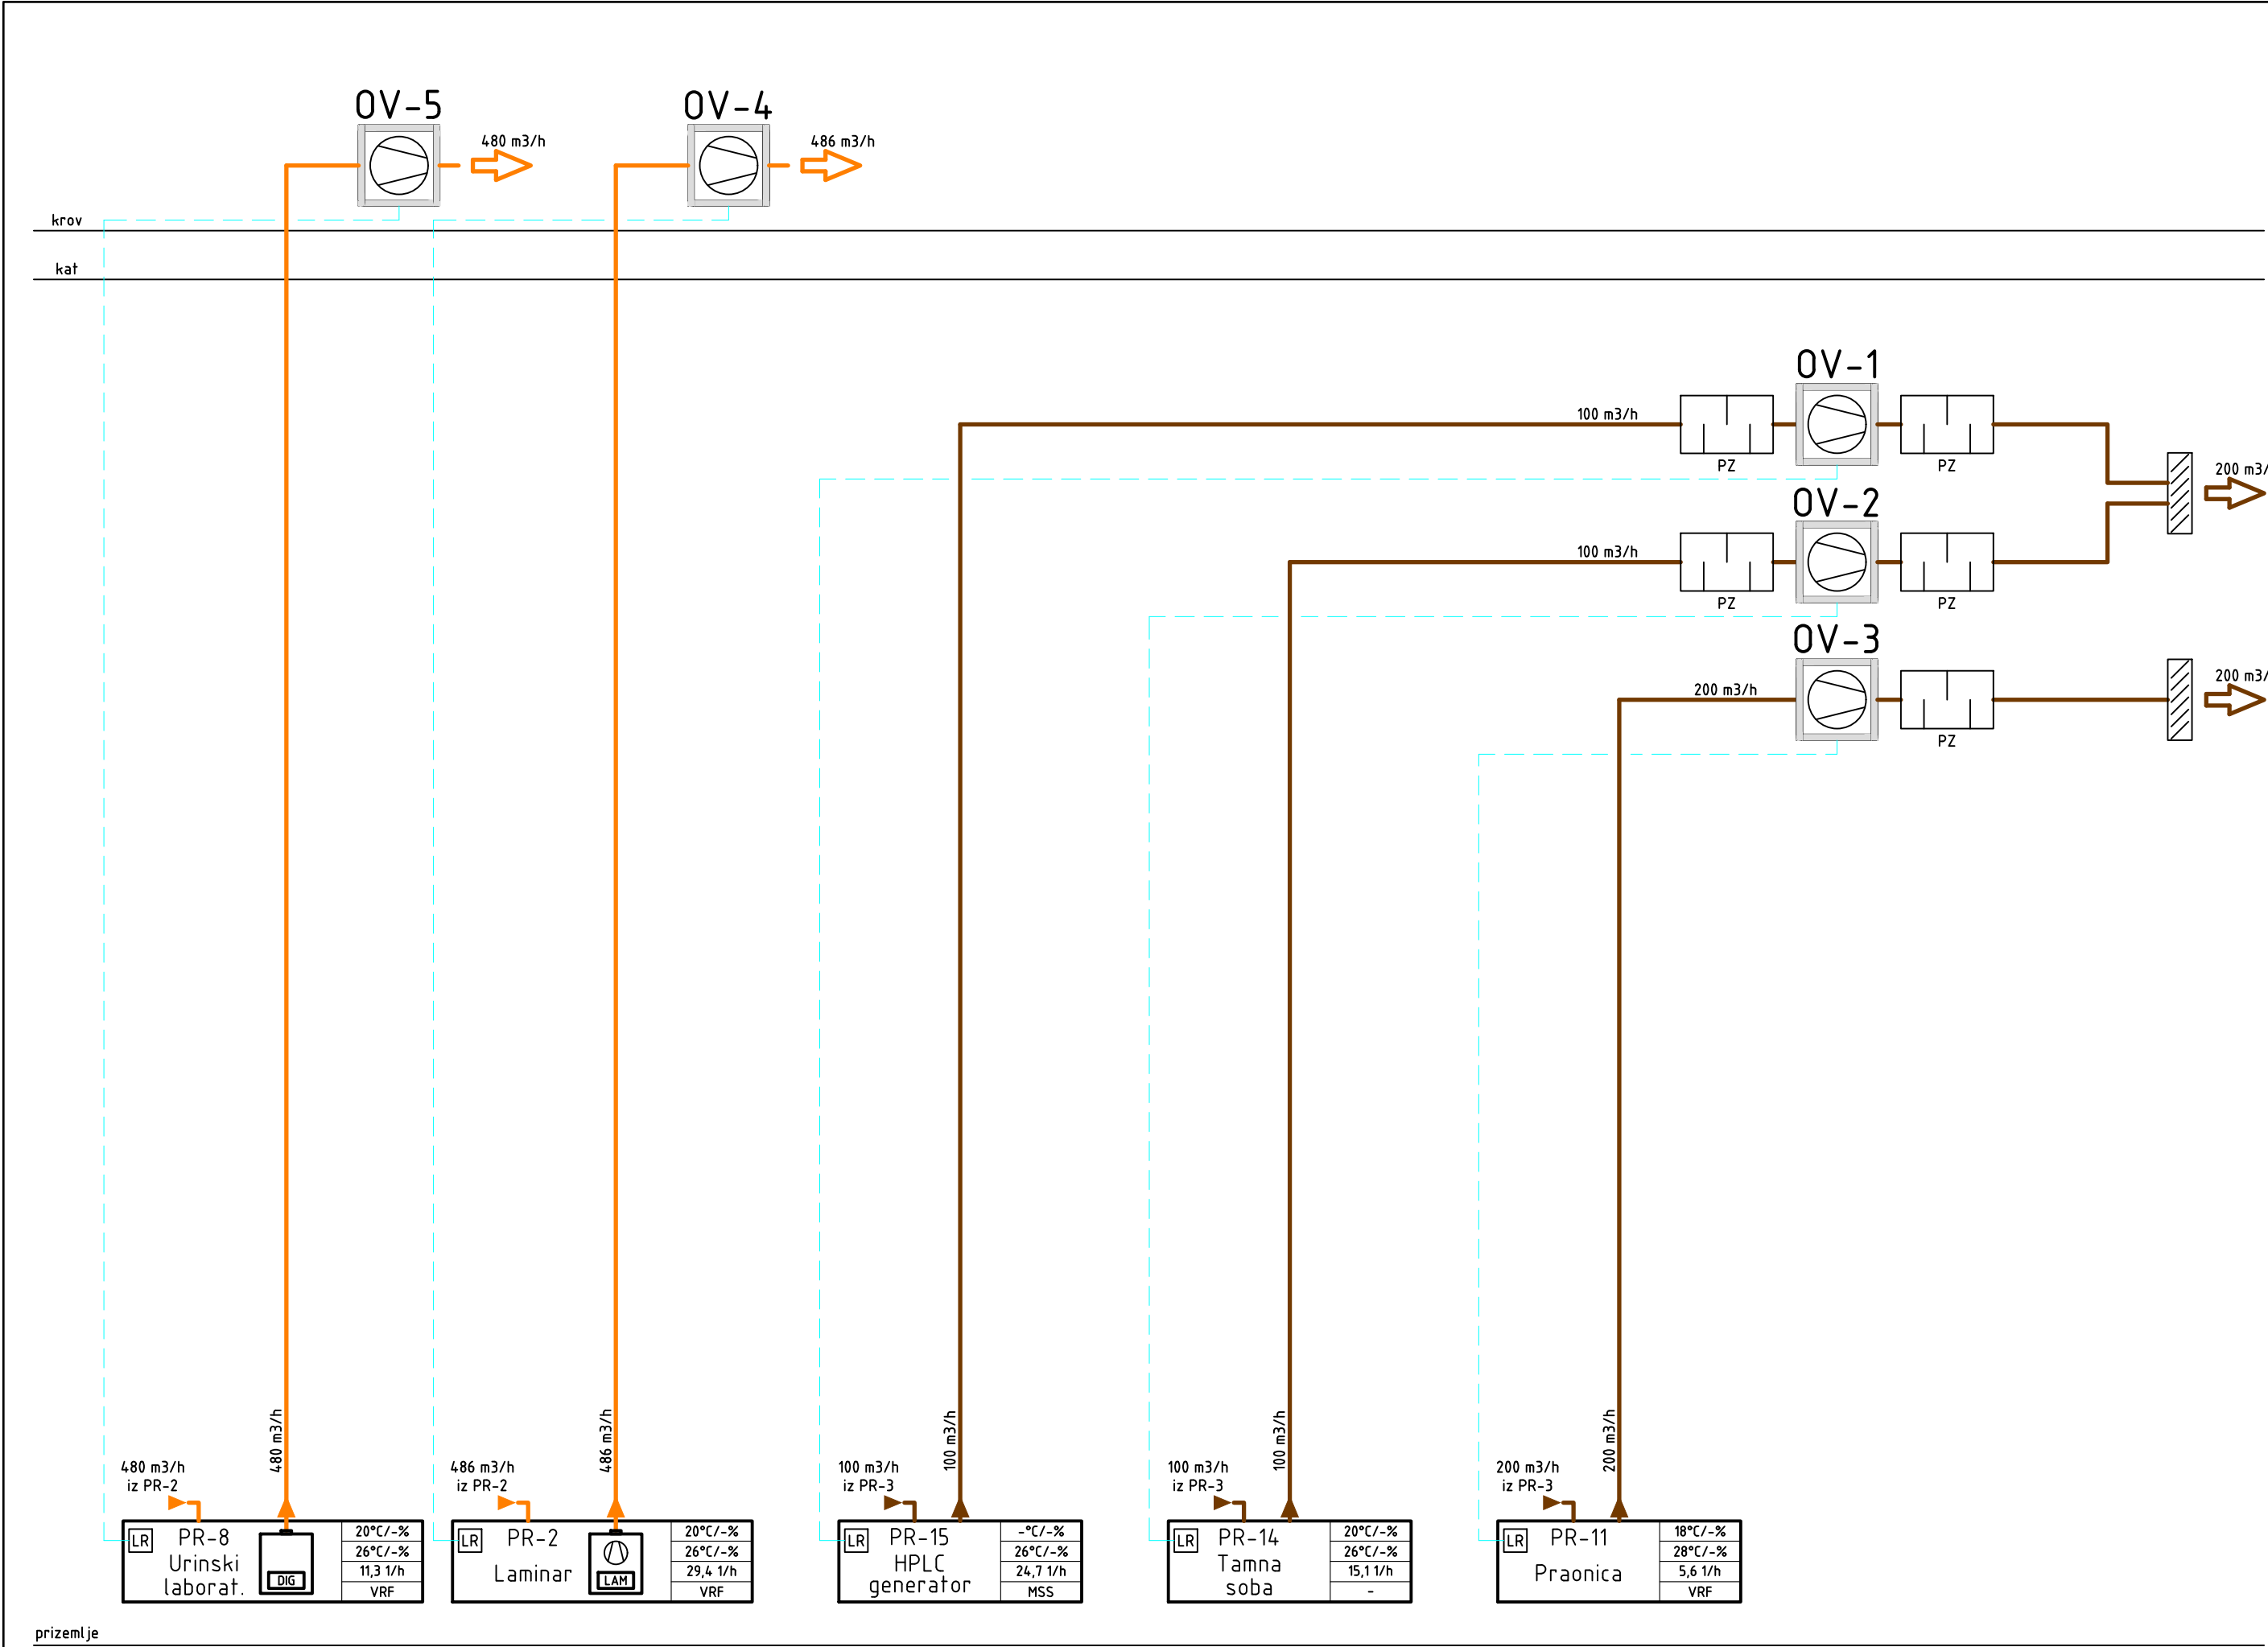 OV-5
480 m3/h
OV-4
486 m3/h
krov
kat
OV-1
100 m3/h
PZ
PZ
200 m3/
OV-2
100 m3/h
PZ
PZ
OV-3
200 m3/h
PZ
200 m3/
480 m3/h
486 m3/h
100 m3/h
100 m3/h
200 m3/h
480 m3/h
iz PR-2
486 m3/h
iz PR-2
100 m3/h
iz PR-3
100 m3/h
iz PR-3
200 m3/h
iz PR-3
LR
PR-8
Urinski
laborat.
DIG
20°C/-%
26°C/-%
11,3 1/h
VRF
LR
PR-2
Laminar
LAM
20°C/-%
26°C/-%
29,4 1/h
VRF
LR
PR-15
HPLC
generator
-°C/-%
26°C/-%
24,7 1/h
MSS
LR
PR-14
Tamna
soba
20°C/-%
26°C/-%
15,1 1/h
-
LR
PR-11
Praonica
18°C/-%
28°C/-%
5,6 1/h
VRF
prizemlje